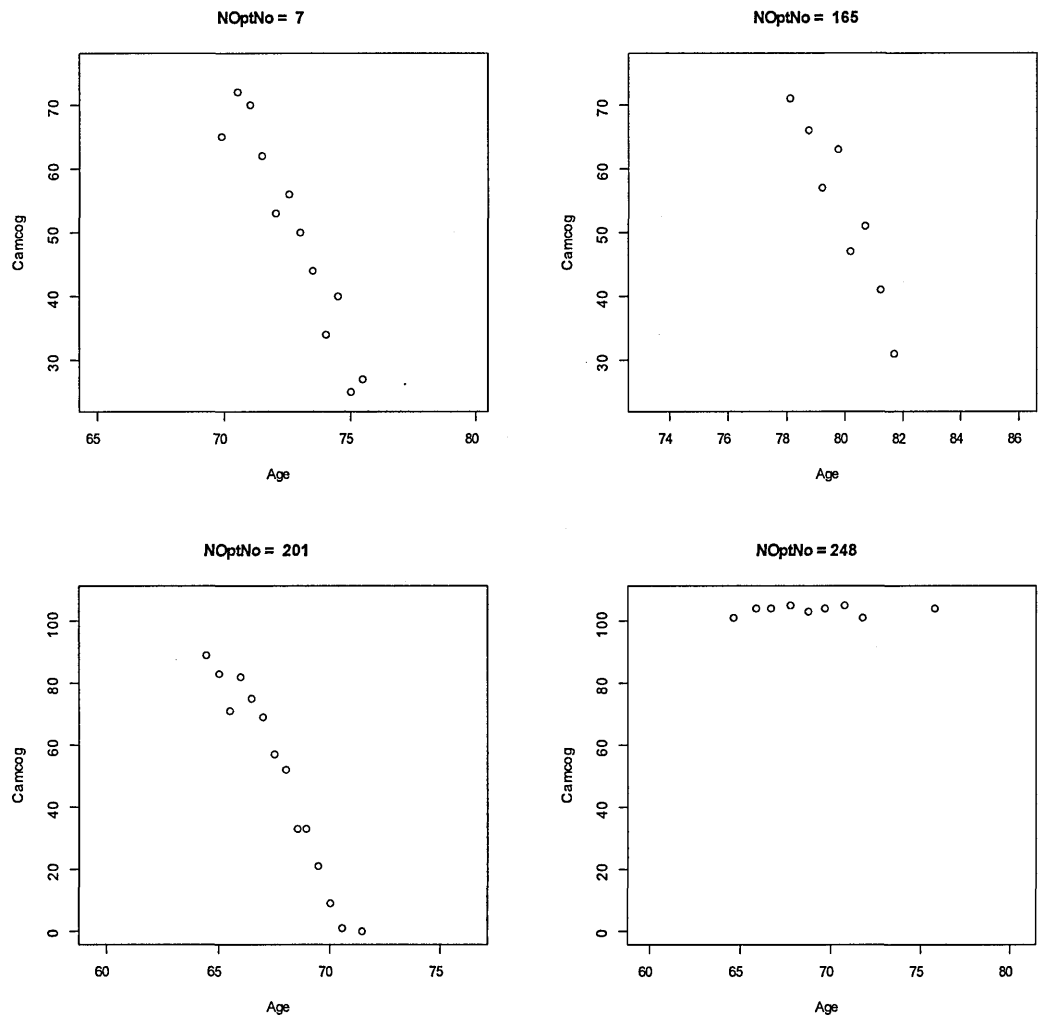 NOptNo = 7
70
60
50
40
30
Camcog
65 70 75 80
Age
NOptNo = 165
70
60
50
40
30
Camcog
74 76 78 80 82 84 86
Age
NOptNo = 201
100
80
60
40
20
0
Camcog
60 65 70 75
Age
NOptNo = 248
100
80
60
40
20
0
Camcog
60 65 70 75 80
Age